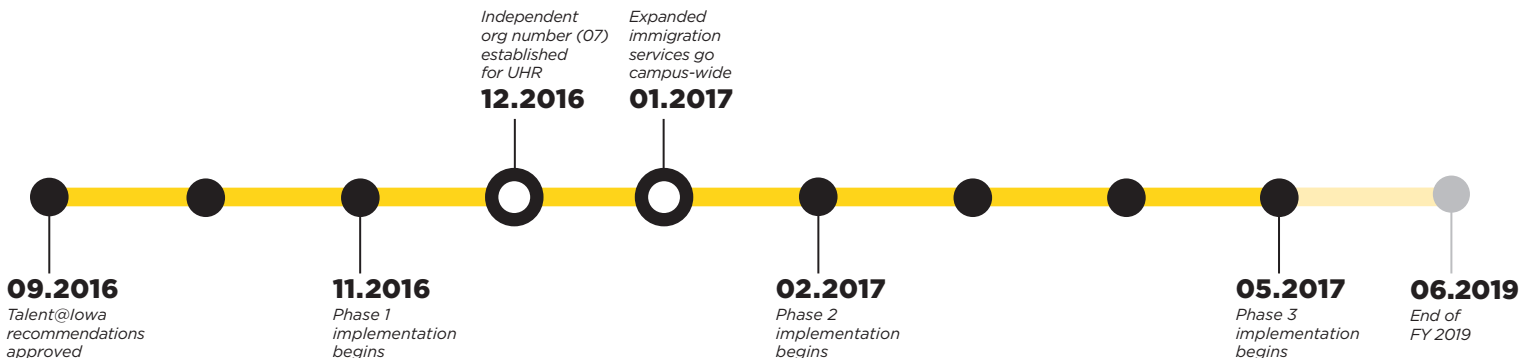 Independent
org number (07)
established
for UHR
12.2016
Expanded
immigration
services go
campus-wide
01.2017
09.2016
Talent@Iowa
recommendations
approved
11.2016
Phase 1
implementation
begins
02.2017
Phase 2
implementation
begins
05.2017
Phase 3
implementation
begins
06.2019
End of
FY 2019